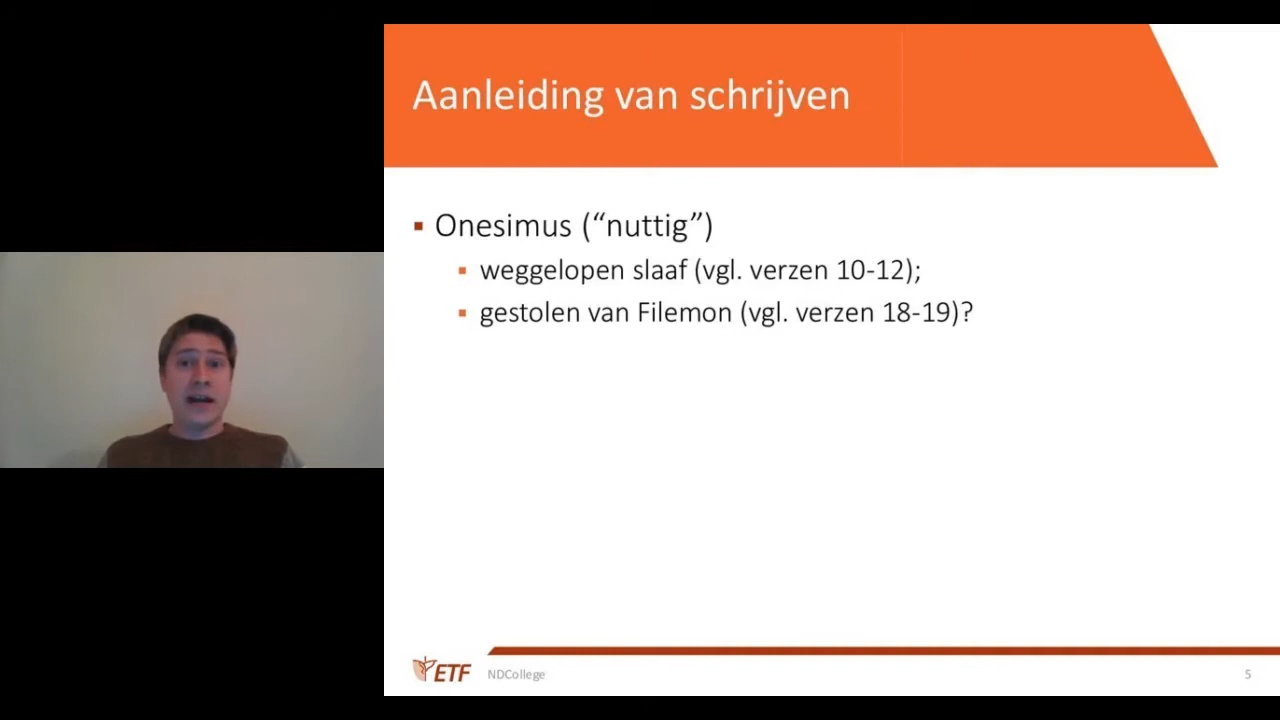 Aanleiding van schrijven
Onesimus (“nuttig”)
weggelopen slaaf (vgl. verzen 10-12);
gestolen van Filemon (vgl. verzen 18-19)?
ETF
NDCollege
5